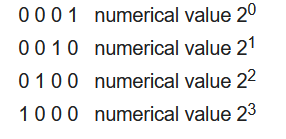 0 0 0 1 numerical value 2⁰
0 0 1 0 numerical value 2¹
0 1 0 0 numerical value 2²
1 0 0 0 numerical value 2³